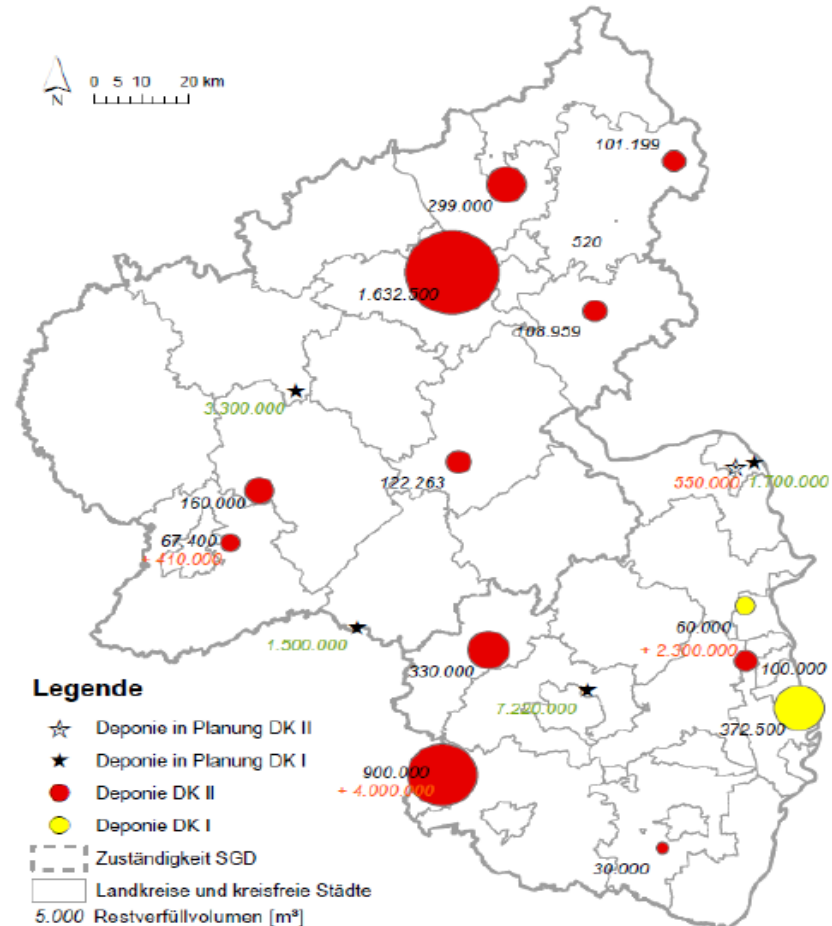 0 5 10 20 km
N
101.199
299.000
520
1.632.500
168.959
3.300.000
122.263
550.000
1.700.000
160.000
67.400
+ 410.000
60.000
1.500.000
+ 2.300.000
100.000
330.000
7.220.000
372.500
900.000
+ 4.000.000
30.000
Legende
Deponie in Planung DK II
Deponie in Planung DK I
Deponie DK II
Deponie DK I
Zuständigkeit SGD
Landkreise und kreisfreie Städte
5.000 Restverfüllvolumen [m³]